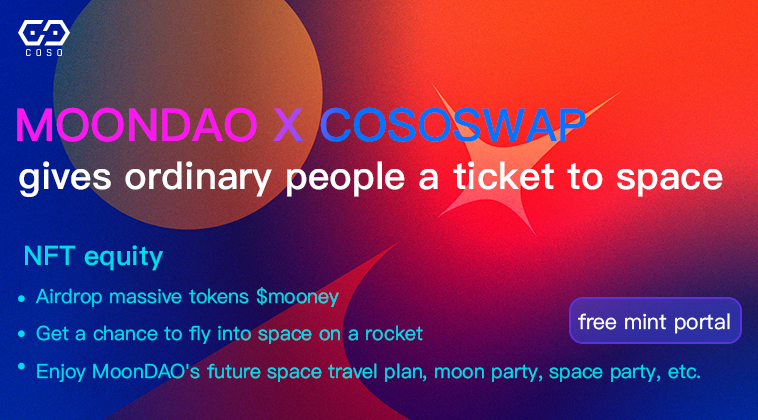 COSO
MOONDAO X COSOSWAP
gives ordinary people a ticket to space
NFT equity
• Airdrop massive tokens $mooney
• Get a chance to fly into space on a rocket
• Enjoy MoonDAO's future space travel plan, moon party, space party, etc.
free mint portal